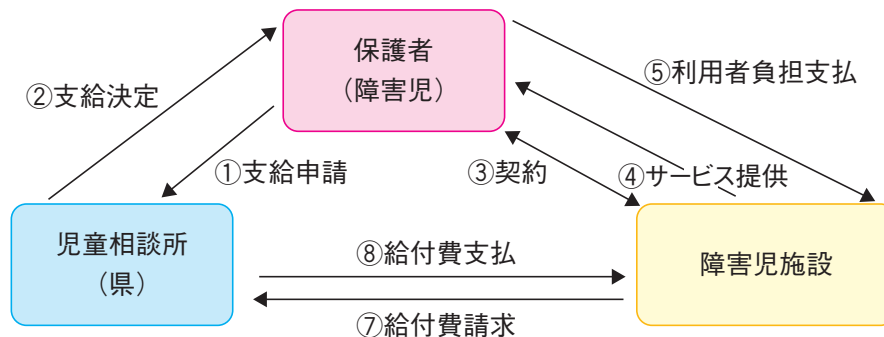 保護者
（障害児）
②支給決定
⑤利用者負担支払
①支給申請
③契約
④サービス提供
児童相談所
（県）
⑧給付費支払
障害児施設
⑦給付費請求